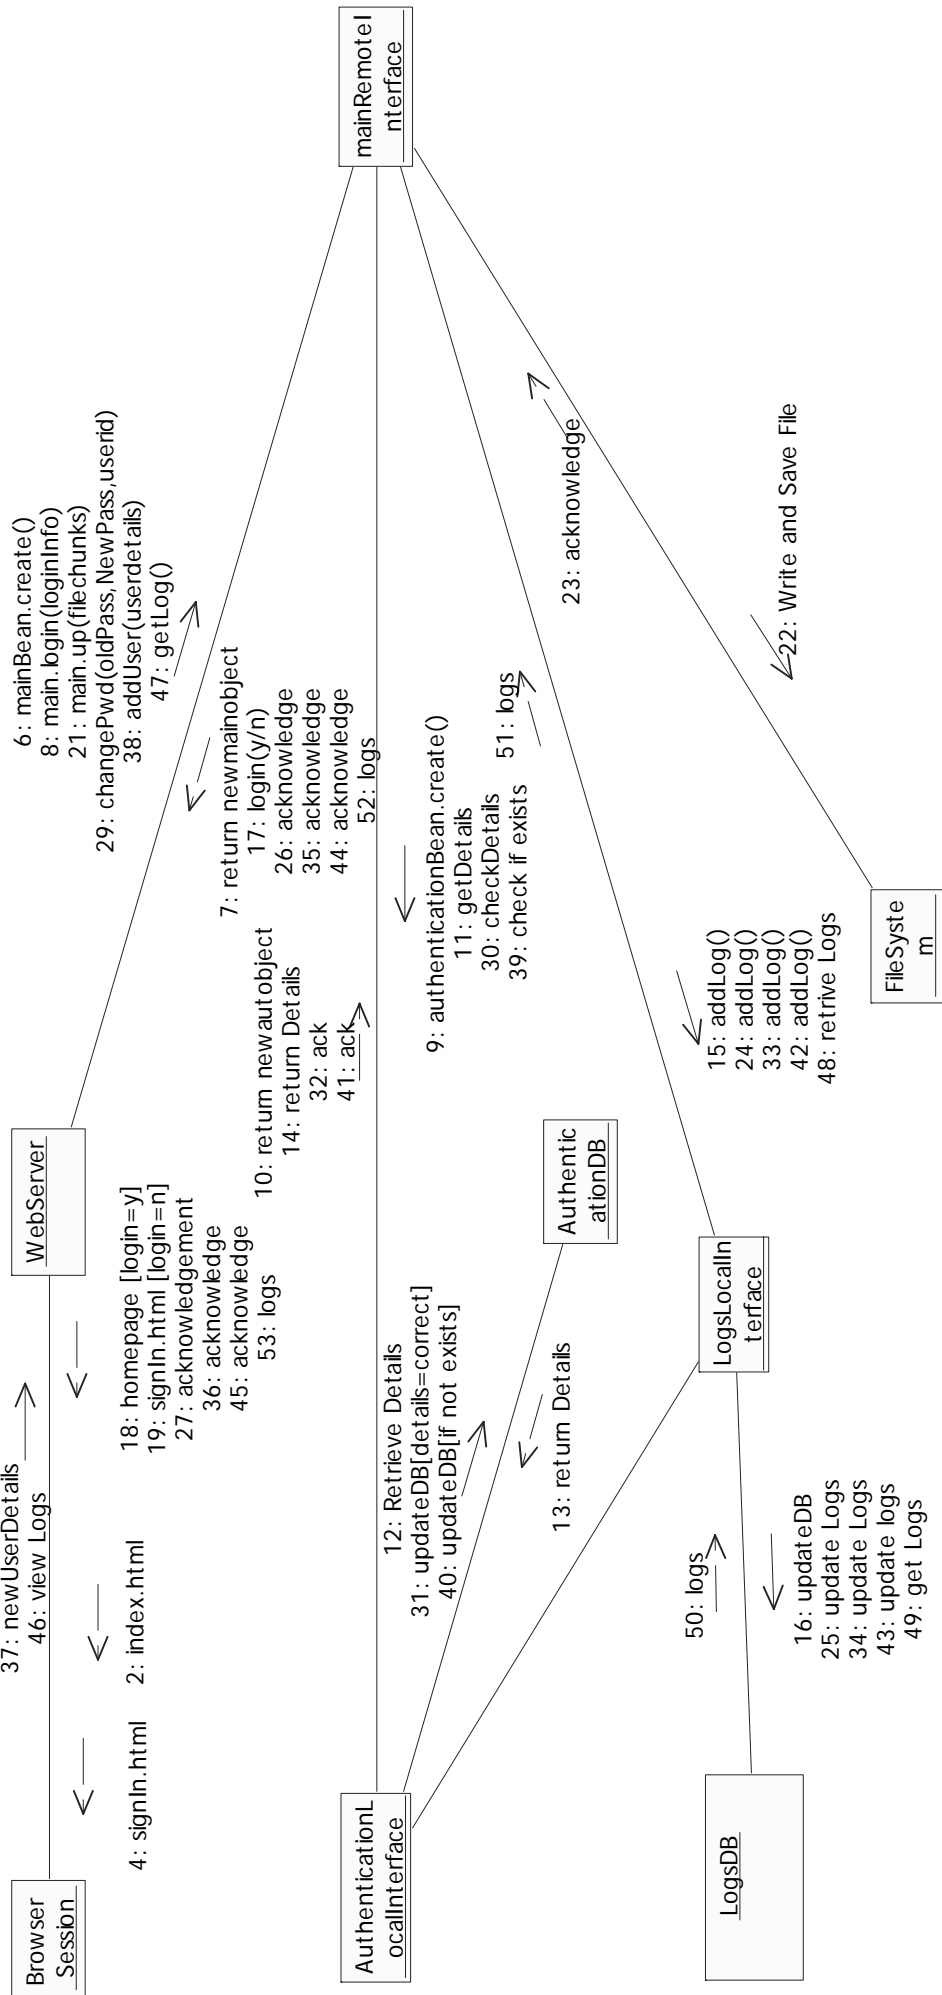 37: newUserDetails
46: view Logs
Browser
Session
4: signIn.html
2: index.html
18: homepage [login=y]
19: signIn.html [login=n]
27: acknowledgement
36: acknowledge
45: acknowledge
53: logs
WebServer
6: mainBean.create()
8: main.login(loginInfo)
21: main.up(filechunks)
29: changePwd(oldPass,NewPass,userid)
38: addUser(userdetails)
47: getLog()
7: return newmainobject
17: login(y/n)
26: acknowledge
35: acknowledge
44: acknowledge
52: logs
mainRemoteI
nterface
10: return newautobject
14: return Details
32: ack
41: ack
9: authenticationBean.create()
11: getDetails
30: checkDetails
39: check if exists
AuthenticationL
ocalInterface
12: Retrieve Details
31: updateDB[details=correct]
40: updateDB[if not exists]
13: return Details
Authentic
ationDB
51: logs
15: addLog()
24: addLog()
33: addLog()
42: addLog()
48: retrive Logs
23: acknowledge
22: Write and Save File
FileSyste
m
LogsLocalIn
terface
50: logs
16: updateDB
25: update Logs
34: update Logs
43: update logs
49: get Logs
LogsDB